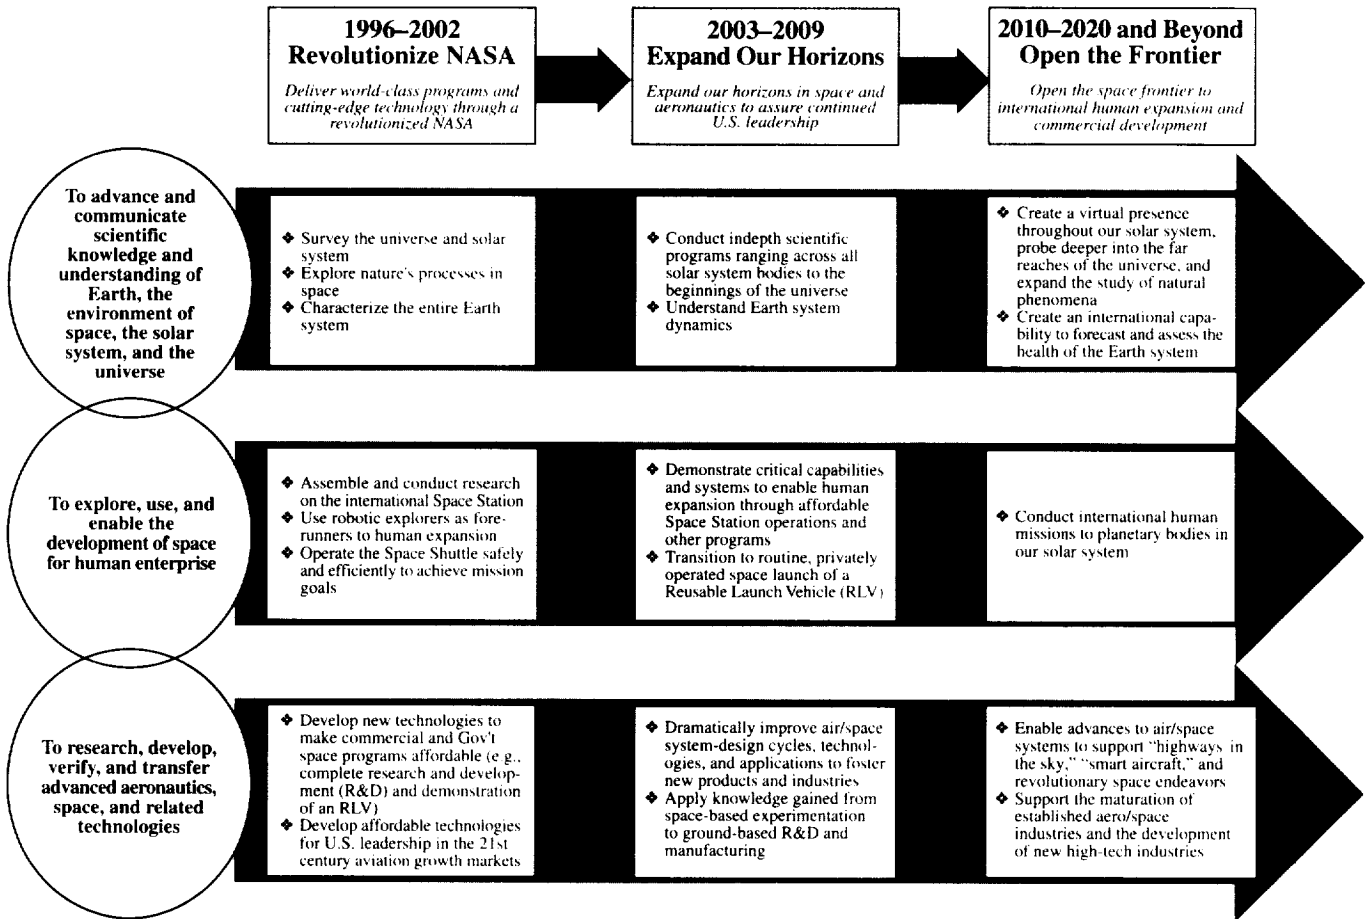 1996–2002
Revolutionize NASA
Deliver world-class programs and
cutting-edge technology through a
revolutionized NASA
2003–2009
Expand Our Horizons
Expand our horizons in space and
aeronautics to assure continued
U.S. leadership
2010–2020 and Beyond
Open the Frontier
Open the space frontier to
international human expansion and
commercial development
To advance and
communicate
scientific
knowledge and
understanding of
Earth, the
environment of
space, the solar
system, and the
universe
❖ Survey the universe and solar
system
❖ Explore nature's processes in
space
❖ Characterize the entire Earth
system
❖ Conduct indepth scientific
programs ranging across all
solar system bodies to the
beginnings of the universe
❖ Understand Earth system
dynamics
❖ Create a virtual presence
throughout our solar system,
probe deeper into the far
reaches of the universe, and
expand the study of natural
phenomena
❖ Create an international capa-
bility to forecast and assess the
health of the Earth system
To explore, use, and
enable the
development of space
for human enterprise
❖ Assemble and conduct research
on the international Space Station
❖ Use robotic explorers as fore-
runners to human expansion
❖ Operate the Space Shuttle safely
and efficiently to achieve mission
goals
❖ Demonstrate critical capabilities
and systems to enable human
expansion through affordable
Space Station operations and
other programs
❖ Transition to routine, privately
operated space launch of a
Reusable Launch Vehicle (RLV)
❖ Conduct international human
missions to planetary bodies in
our solar system
To research, develop,
verify, and transfer
advanced aeronautics,
space, and related
technologies
❖ Develop new technologies to
make commercial and Gov't
space programs affordable (e.g.,
complete research and develop-
ment (R&D) and demonstration
of an RLV)
❖ Develop affordable technologies
for U.S. leadership in the 21st
century aviation growth markets
❖ Dramatically improve air/space
system-design cycles, technol-
ogies, and applications to foster
new products and industries
❖ Apply knowledge gained from
space-based experimentation
to ground-based R&D and
manufacturing
❖ Enable advances to air/space
systems to support "highways in
the sky," "smart aircraft," and
revolutionary space endeavors
❖ Support the maturation of
established aero/space
industries and the development
of new high-tech industries